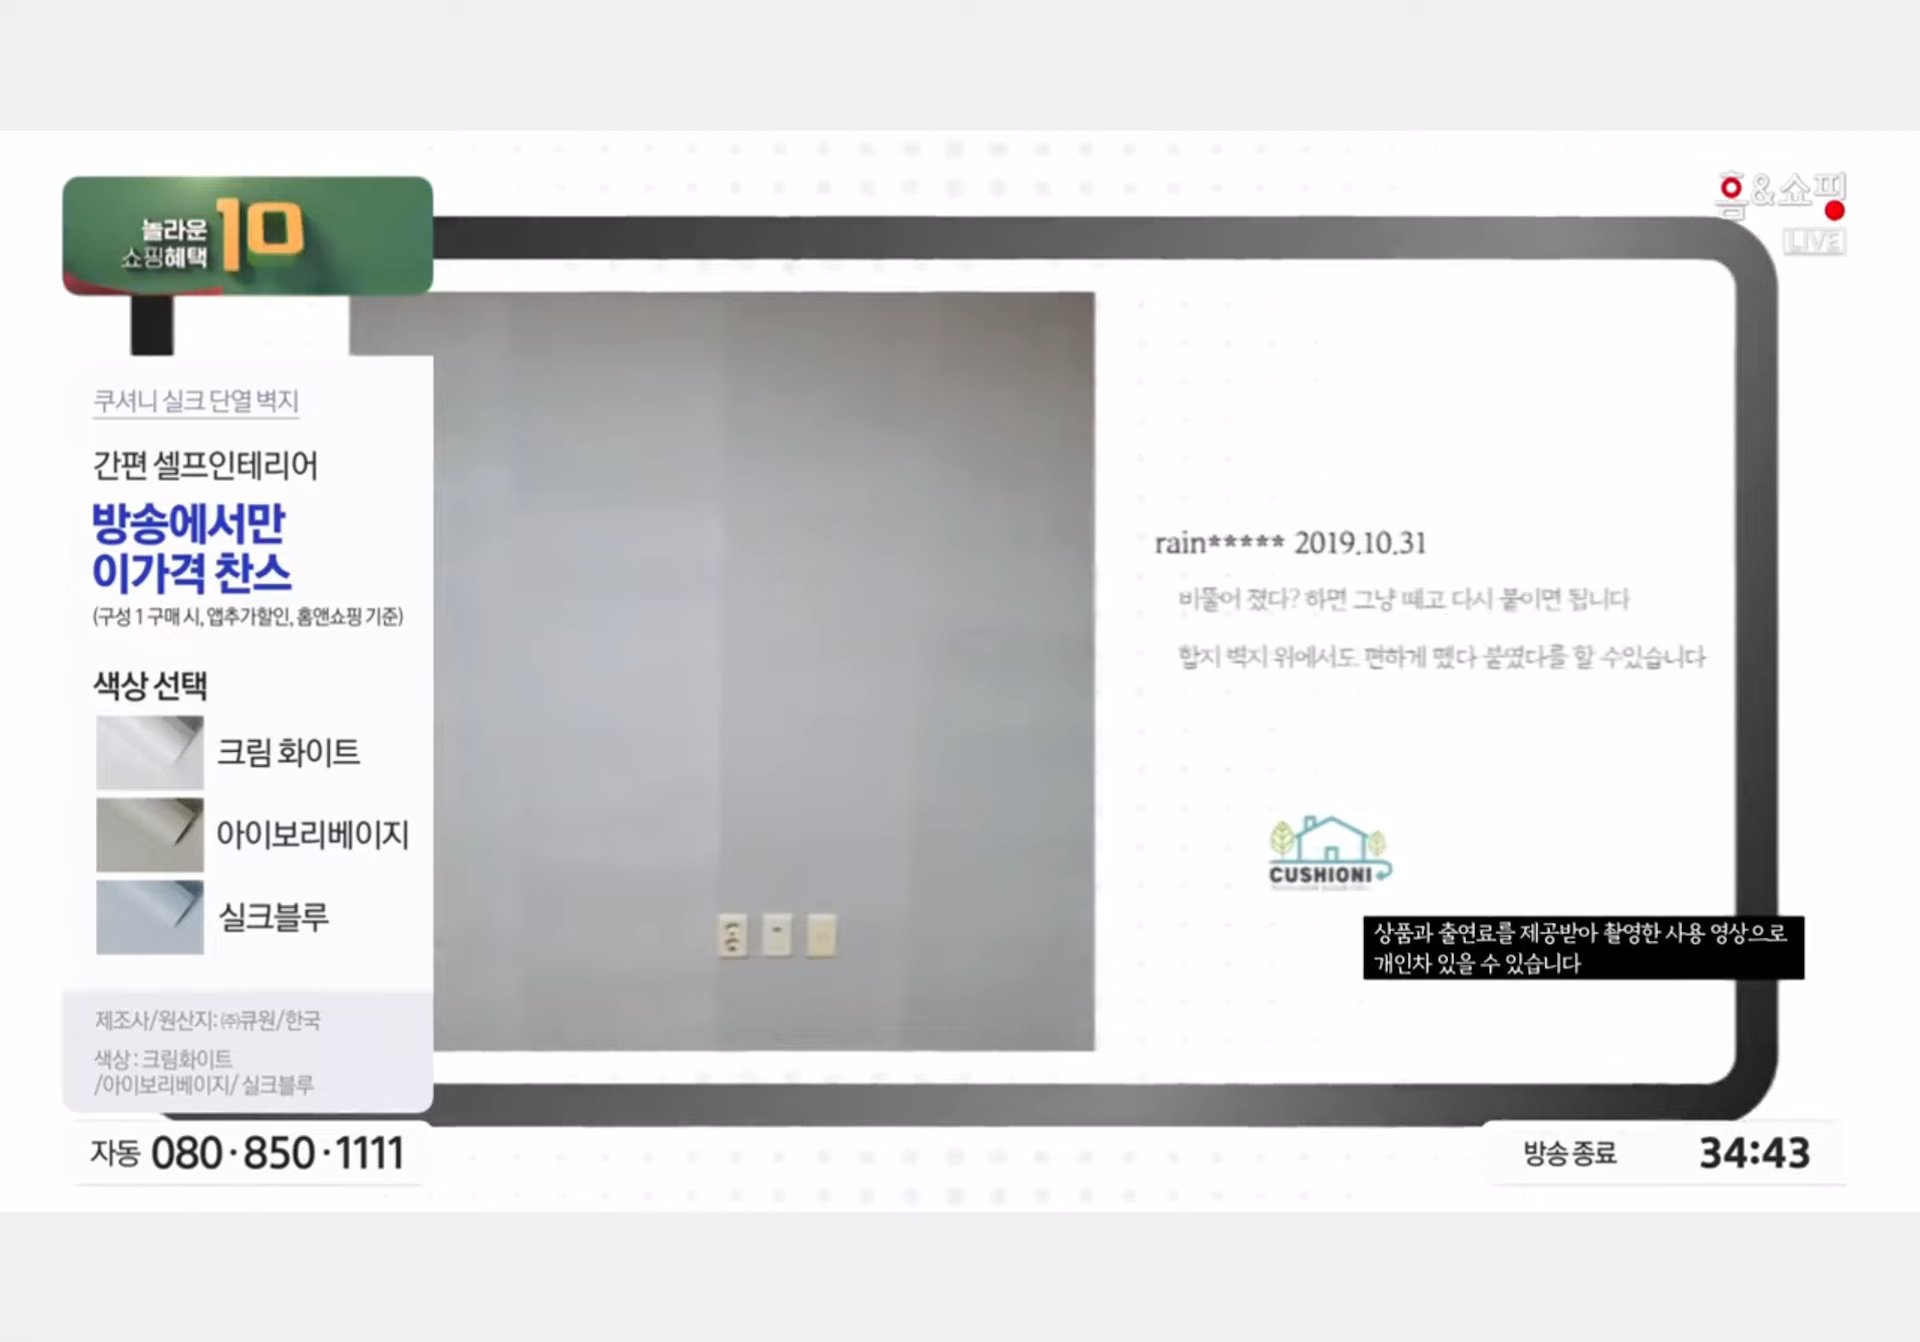 놀라운
쇼핑혜택
10
홈&쇼핑
LIVE
쿠셔니 실크 단열 벽지
간편 셀프인테리어
방송에서만
이가격 찬스
(구성 1 구매 시, 앱추가할인, 홈앤쇼핑 기준)
색상 선택
크림 화이트
아이보리베이지
실크블루
제조사/원산지: ㈜큐원/한국
색상 : 크림화이트
/아이보리베이지/ 실크블루
자동 080·850·1111
rain***** 2019.10.31
비뚤어 졌다? 하면 그냥 떼고 다시 붙이면 됩니다
합지 벽지 위에서도 편하게 뗐다 붙였다를 할 수있습니다
CUSHIONI
상품과 출연료를 제공받아 촬영한 사용 영상으로
개인차 있을 수 있습니다
방송 종료 34:43